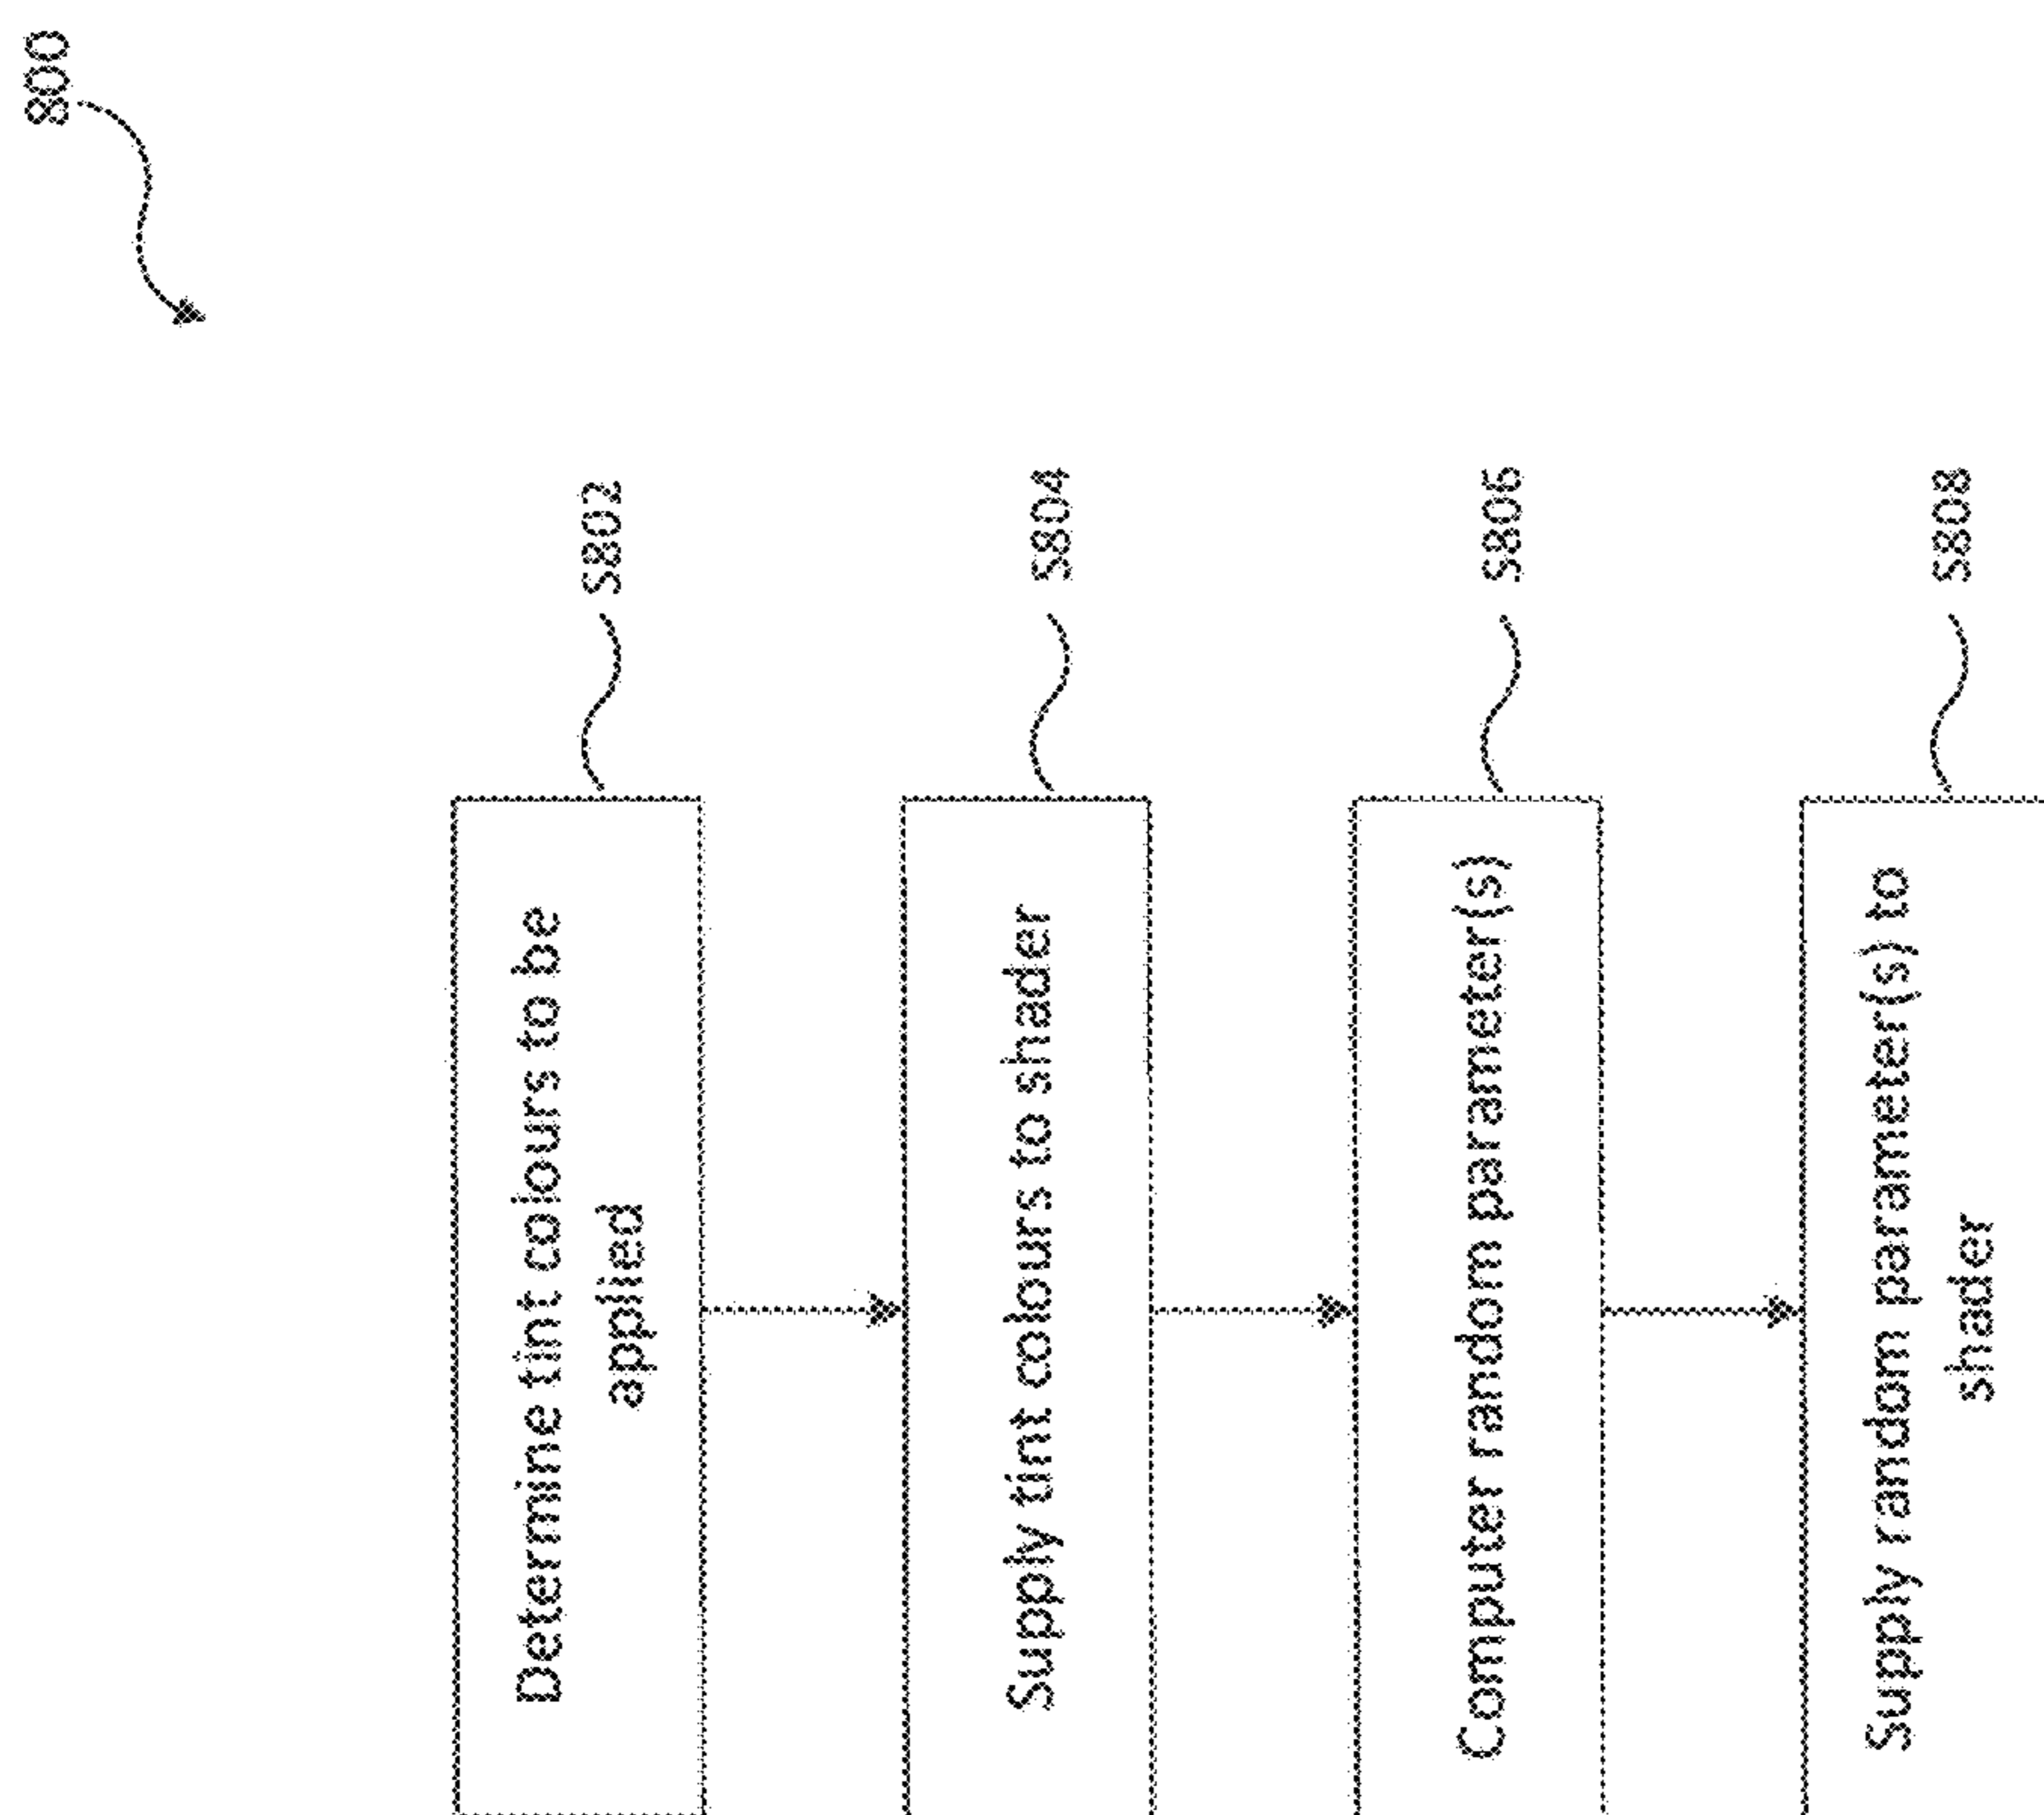 800
Determine tint colours to be
applied
S802
Supply tint colours to shader
S804
Computer random parameter(s)
S806
Supply random parameter(s) to
shader
S808